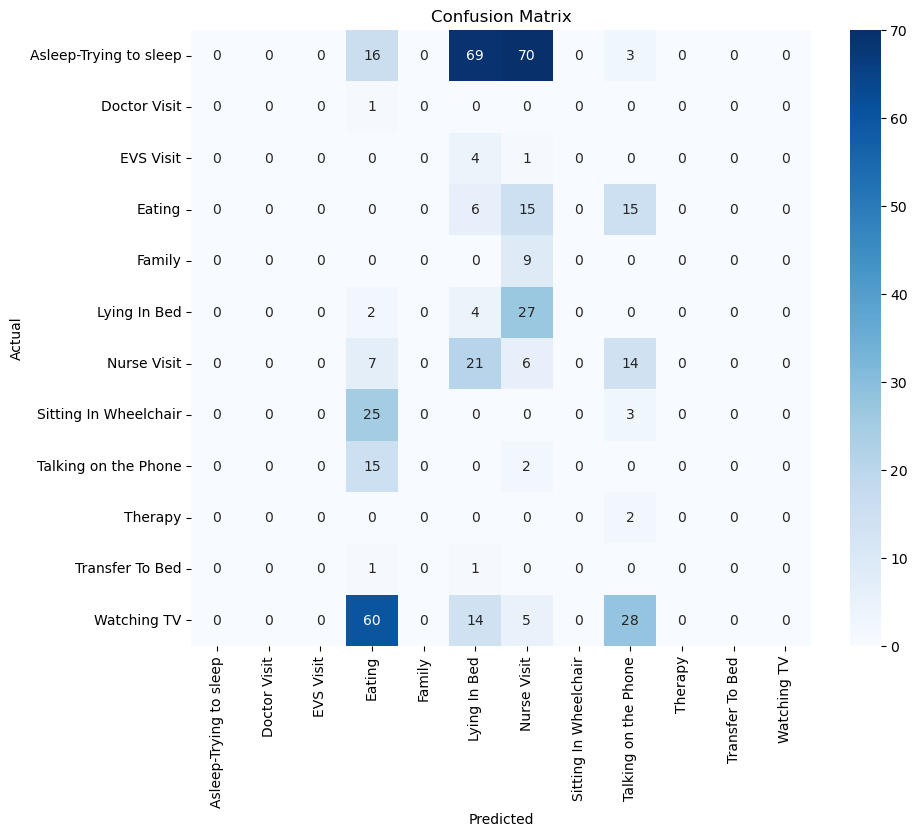 Confusion Matrix
Asleep-Trying to sleep 0 0 0 16 0 69 70 0 3 0 0 0
Doctor Visit 0 0 0 1 0 0 0 0 0 0 0 0
EVS Visit 0 0 0 0 0 4 1 0 0 0 0 0
Eating 0 0 0 0 0 6 15 0 15 0 0 0
Family 0 0 0 0 0 0 9 0 0 0 0 0
Lying In Bed 0 0 0 2 0 4 27 0 0 0 0 0
Nurse Visit 0 0 0 7 0 21 6 0 14 0 0 0
Sitting In Wheelchair 0 0 0 25 0 0 0 0 3 0 0 0
Talking on the Phone 0 0 0 15 0 0 2 0 0 0 0 0
Therapy 0 0 0 0 0 0 0 0 2 0 0 0
Transfer To Bed 0 0 0 1 0 1 0 0 0 0 0 0
Watching TV 0 0 0 60 0 14 5 0 28 0 0 0
Actual
Asleep-Trying to sleep
Doctor Visit
EVS Visit
Eating
Family
Lying In Bed
Nurse Visit
Sitting In Wheelchair
Talking on the Phone
Therapy
Transfer To Bed
Watching TV
Predicted
70
60
50
40
30
20
10
0